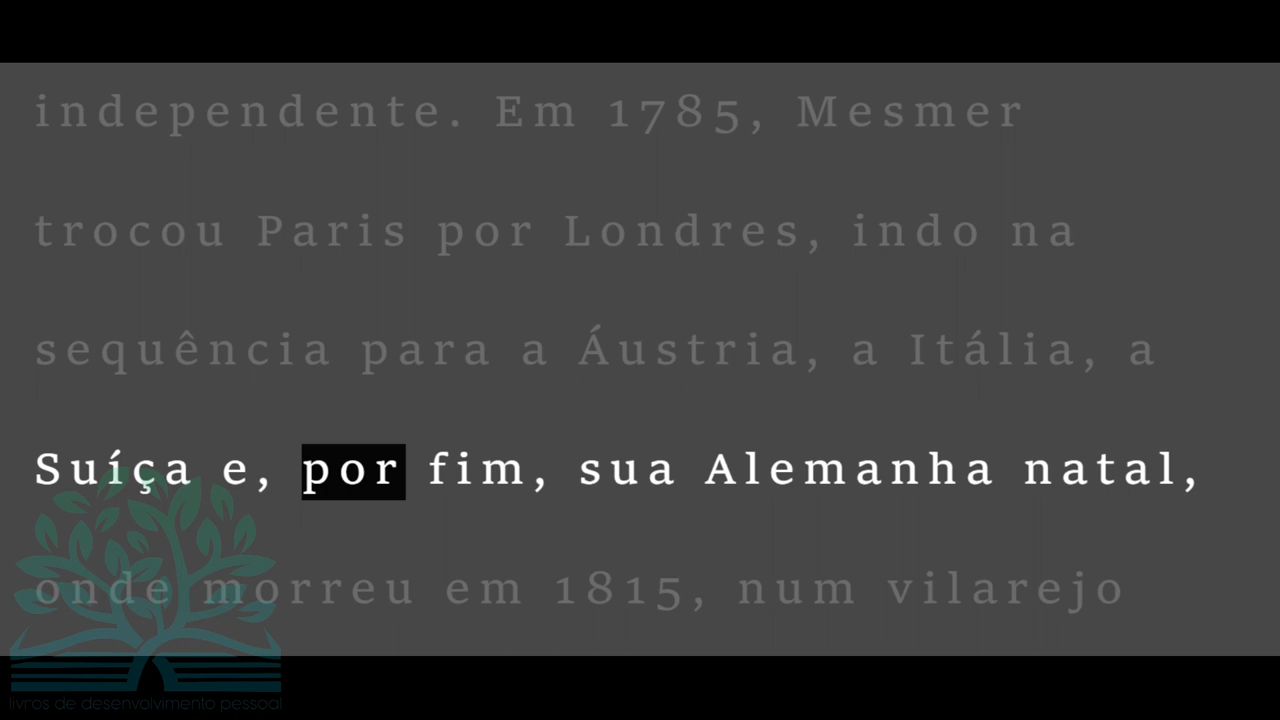 independente. Em 1785, Mesmer
trocou Paris por Londres, indo na
sequência para a Áustria, a Itália, a
Suíça e, por fim, sua Alemanha natal,
onde morreu em 1815, num vilarejo
livros de desenvolvimento pessoal